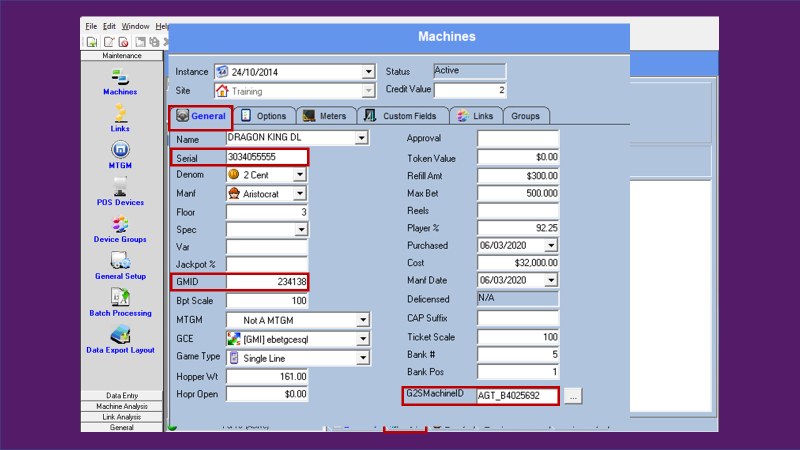 File Edit Window
Machines
Maintenance
Instance 24/10/2014 Status Active
Site Training Credit Value 2
General Options Meters Custom Fields Links Groups
Machines
Links
MTGM
POS Devices
Device Groups
General Setup
Batch Processing
Data Export Layout
Data Entry
Machine Analysis
Link Analysis
General
Name DRAGON KING DL
Serial 3034055555
Denom 2 Cent
Manf Aristocrat
Floor 3
Spec
Var
Jackpot %
GMID 234138
Bpt Scale 100
MTGM Not A MTGM
GCE [GMI] ebetgcesql
Game Type Single Line
Hopper Wt 161.00
Hopr Open $0.00
Approval
Token Value $0.00
Refill Amt $300.00
Max Bet 500.000
Reels
Player % 92.25
Purchased 06/03/2020
Cost $32,000.00
Manf Date 06/03/2020
Delicensed N/A
CAP Suffix
Ticket Scale 100
Bank # 5
Bank Pos 1
G2SMachineID AGT_B4025692 ...